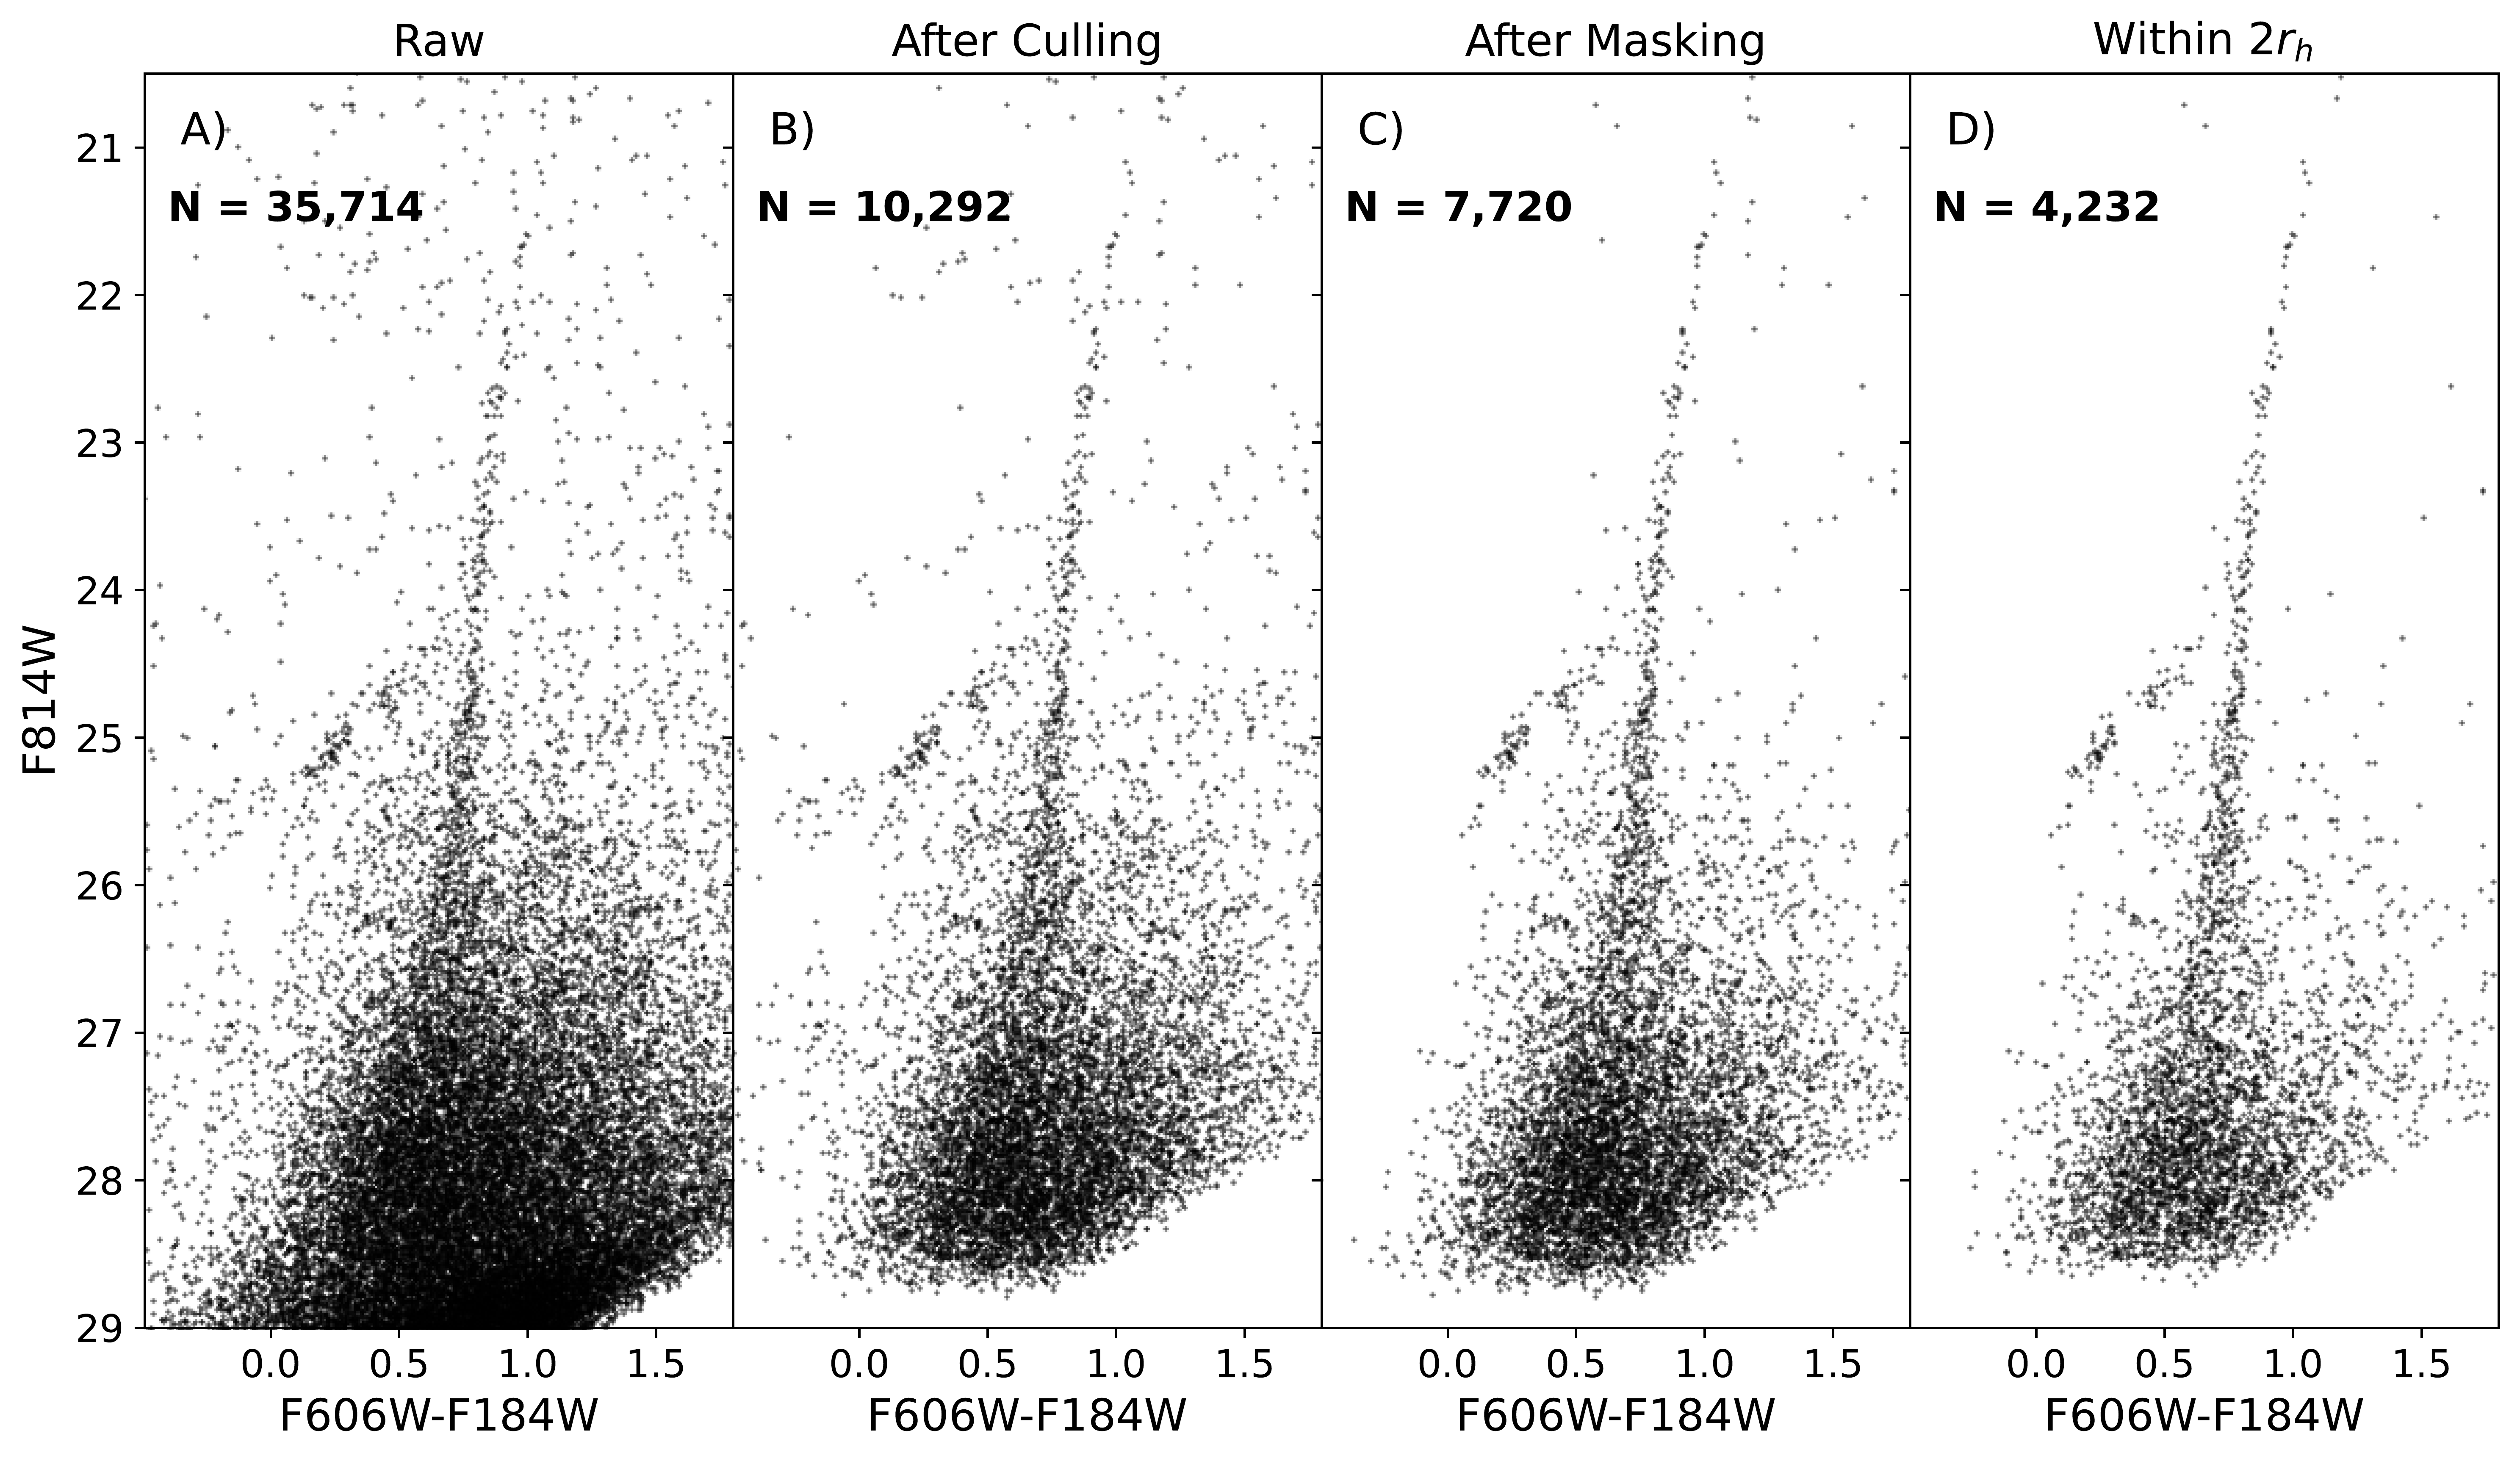 Raw
After Culling
After Masking
Within 2rₕ
A)
B)
C)
D)
N = 35,714
N = 10,292
N = 7,720
N = 4,232
F814W
21
22
23
24
25
26
27
28
29
0.0 0.5 1.0 1.5
0.0 0.5 1.0 1.5
0.0 0.5 1.0 1.5
0.0 0.5 1.0 1.5
F606W-F184W
F606W-F184W
F606W-F184W
F606W-F184W